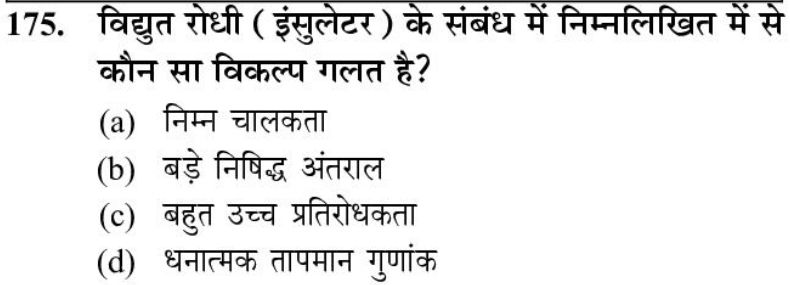 175. विद्युत रोधी ( इंसुलेटर ) के संबंध में निम्नलिखित में से
कौन सा विकल्प गलत है?
(a) निम्न चालकता
(b) बड़े निषिद्ध अंतराल
(c) बहुत उच्च प्रतिरोधकता
(d) धनात्मक तापमान गुणांक